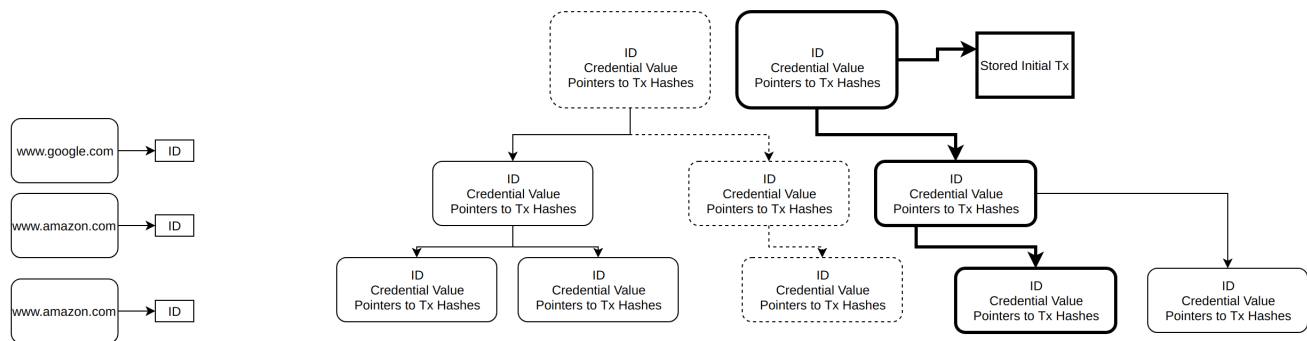 ID
Credential Value
Pointers to Tx Hashes
ID
Credential Value
Pointers to Tx Hashes
Stored Initial Tx
www.google.com
ID
ID
Credential Value
Pointers to Tx Hashes
ID
Credential Value
Pointers to Tx Hashes
ID
Credential Value
Pointers to Tx Hashes
www.amazon.com
ID
ID
Credential Value
Pointers to Tx Hashes
ID
Credential Value
Pointers to Tx Hashes
ID
Credential Value
Pointers to Tx Hashes
ID
Credential Value
Pointers to Tx Hashes
ID
Credential Value
Pointers to Tx Hashes
www.amazon.com
ID